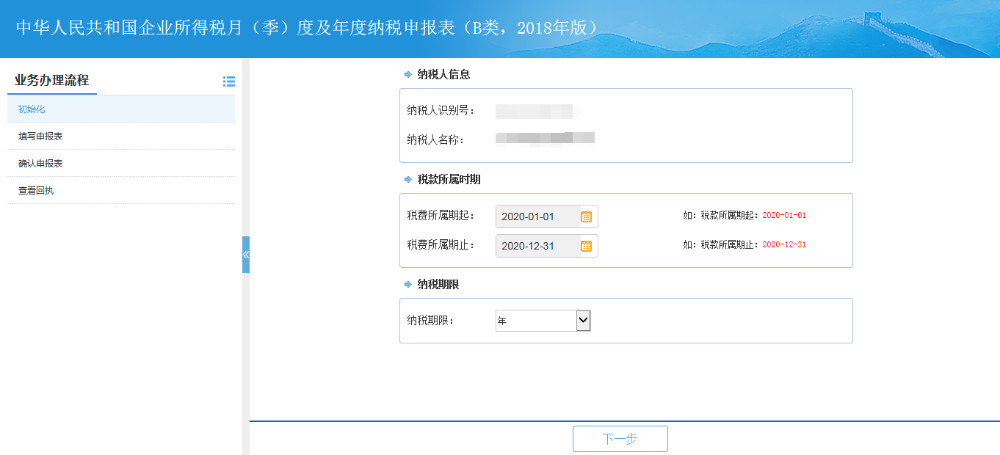 中华人民共和国企业所得税月（季）度及年度纳税申报表（B类，2018年版）
业务办理流程
初始化
填写申报表
确认申报表
查看回执
纳税人信息
纳税人识别号：
纳税人名称：
税款所属时期
税费所属期起： 2020-01-01 如：税款所属期起：2020-01-01
税费所属期止： 2020-12-31 如：税款所属期止：2020-12-31
纳税期限
纳税期限： 年
下一步